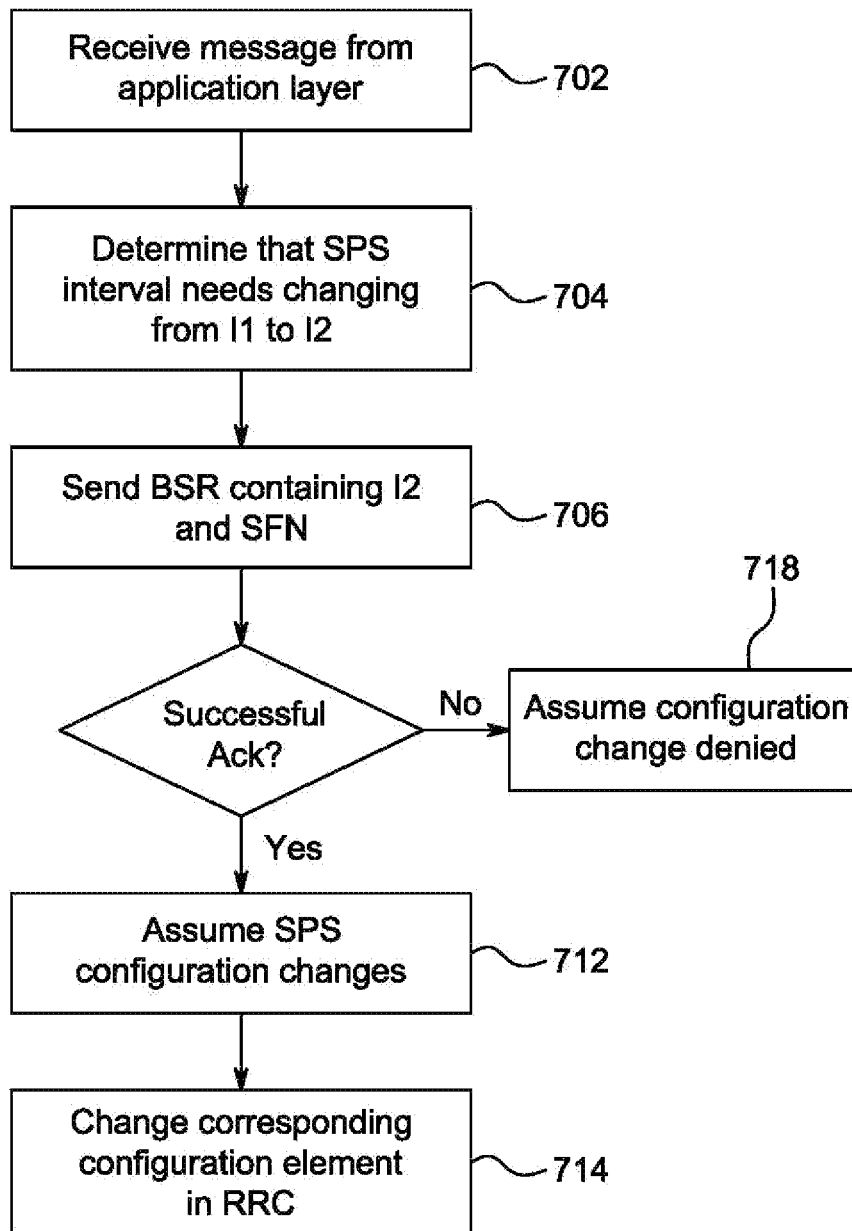 Receive message from
application layer
702
Determine that SPS
interval needs changing
from I1 to I2
704
Send BSR containing I2
and SFN
706
718
Successful
Ack?
No
Assume configuration
change denied
Yes
Assume SPS
configuration changes
712
Change corresponding
configuration element
in RRC
714